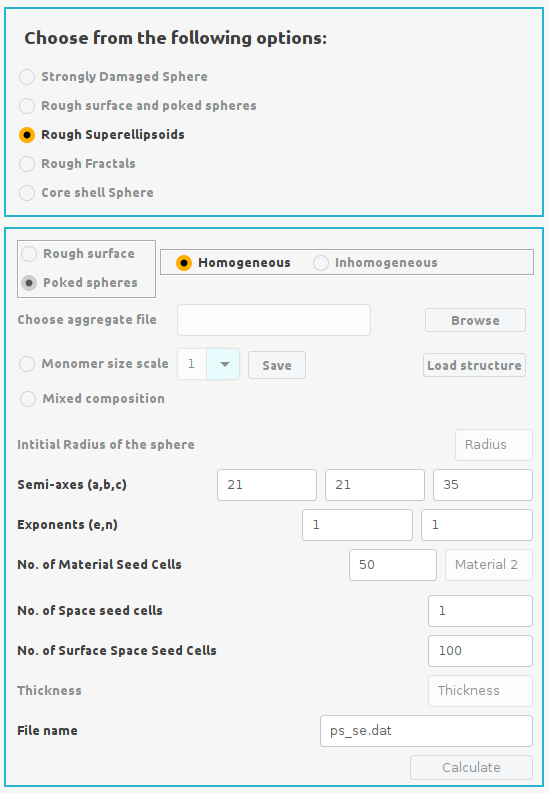 Choose from the following options:
Strongly Damaged Sphere
Rough surface and poked spheres
Rough Superellipsoids
Rough Fractals
Core shell Sphere
Rough surface
Poked spheres
Homogeneous Inhomogeneous
Choose aggregate file Browse
Monomer size scale 1 Save Load structure
Mixed composition
Intitial Radius of the sphere Radius
Semi-axes (a,b,c) 21 21 35
Exponents (e,n) 1 1
No. of Material Seed Cells 50 Material 2
No. of Space seed cells 1
No. of Surface Space Seed Cells 100
Thickness Thickness
File name ps_se.dat
Calculate